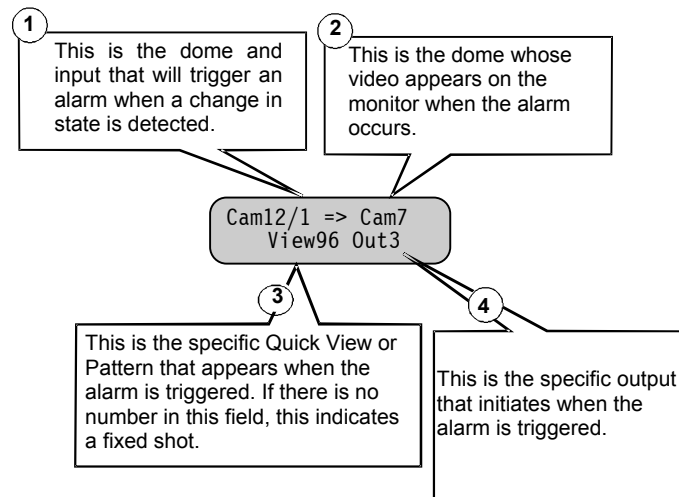 1
This is the dome and
input that will trigger an
alarm when a change in
state is detected.
2
This is the dome whose
video appears on the
monitor when the alarm
occurs.
Cam12/1 => Cam7
View96 Out3
3
This is the specific Quick View or
Pattern that appears when the
alarm is triggered. If there is no
number in this field, this indicates
a fixed shot.
4
This is the specific output
that initiates when the
alarm is triggered.